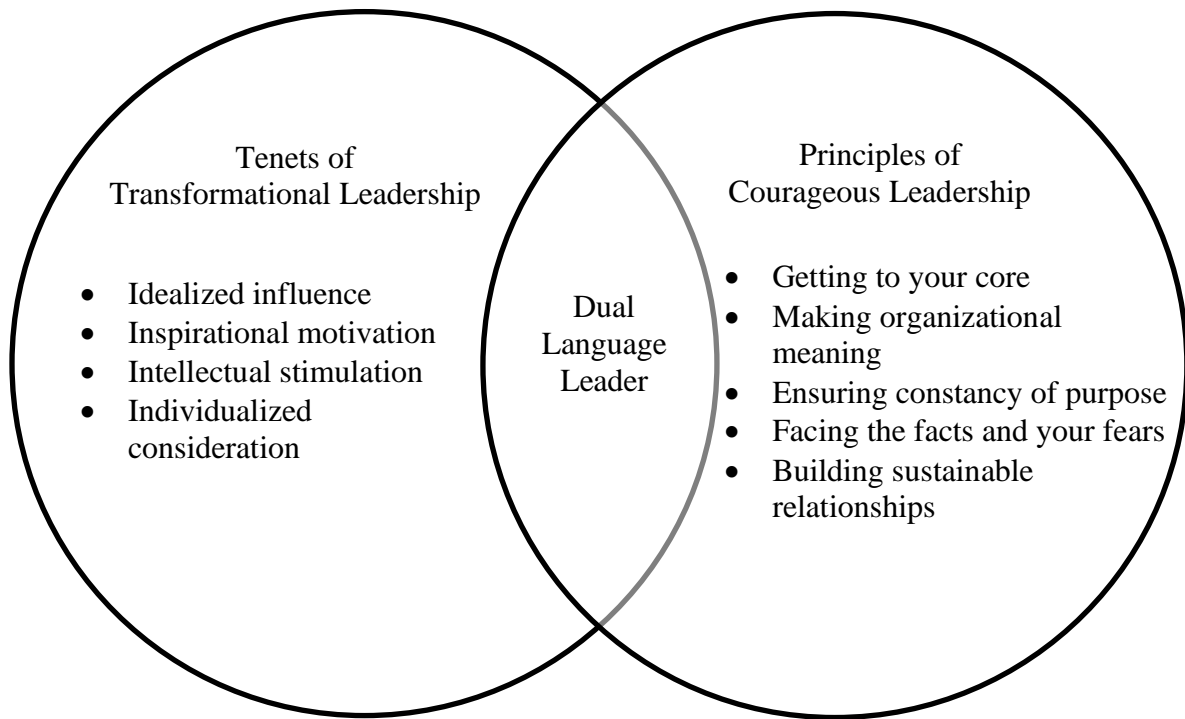 Tenets of
Transformational Leadership
• Idealized influence
• Inspirational motivation
• Intellectual stimulation
• Individualized
consideration
Dual
Language
Leader
Principles of
Courageous Leadership
• Getting to your core
• Making organizational
meaning
• Ensuring constancy of purpose
• Facing the facts and your fears
• Building sustainable
relationships